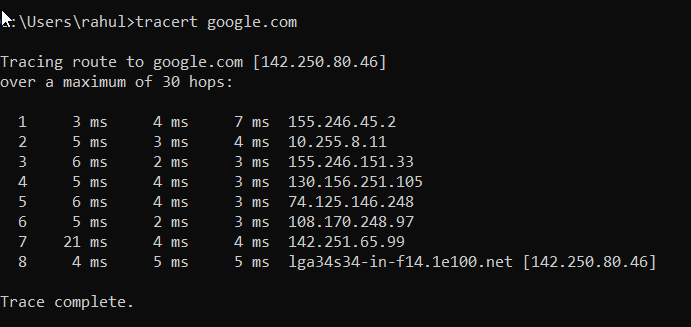 :\Users\rahul>tracert google.com
Tracing route to google.com [142.250.80.46]
over a maximum of 30 hops:
1 3 ms 4 ms 7 ms 155.246.45.2
2 5 ms 3 ms 4 ms 10.255.8.11
3 6 ms 2 ms 3 ms 155.246.151.33
4 5 ms 4 ms 3 ms 130.156.251.105
5 6 ms 4 ms 3 ms 74.125.146.248
6 5 ms 2 ms 3 ms 108.170.248.97
7 21 ms 4 ms 4 ms 142.251.65.99
8 4 ms 5 ms 5 ms lga34s34-in-f14.1e100.net [142.250.80.46]
Trace complete.